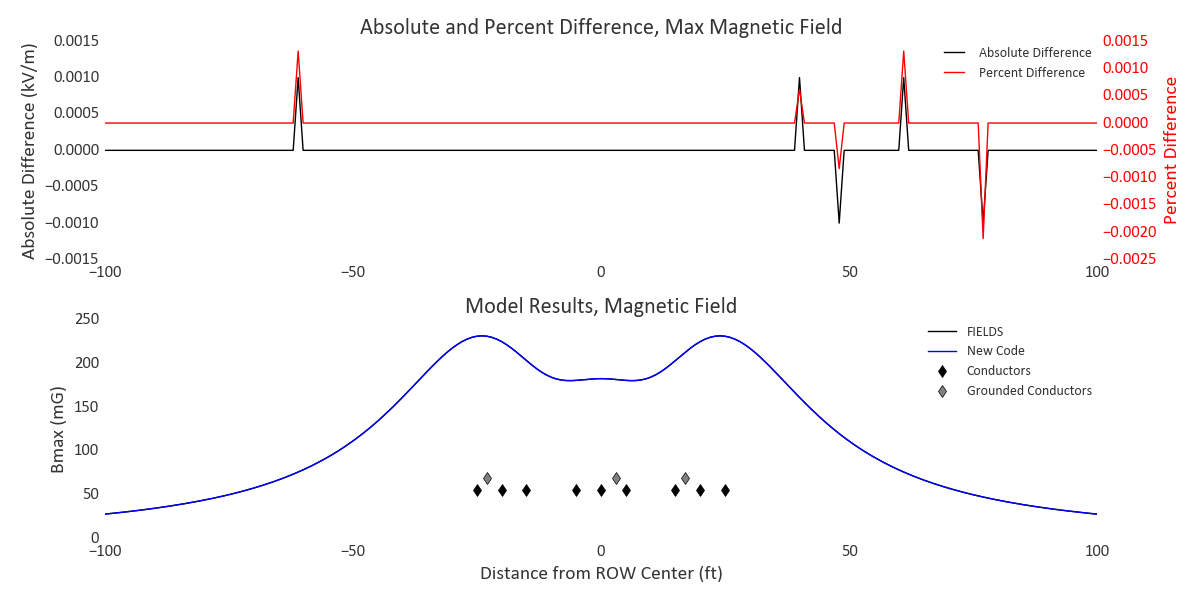 Absolute and Percent Difference, Max Magnetic Field
Absolute Difference (kV/m)
0.0015
0.0010
0.0005
0.0000
−0.0005
−0.0010
−0.0015
−100
−50
0
50
100
Absolute Difference
Percent Difference
0.0015
0.0010
0.0005
0.0000
−0.0005
−0.0010
−0.0015
−0.0020
−0.0025
Percent Difference
Model Results, Magnetic Field
Bmax (mG)
250
200
150
100
50
0
−100
−50
0
50
100
FIELDS
New Code
Conductors
Grounded Conductors
Distance from ROW Center (ft)